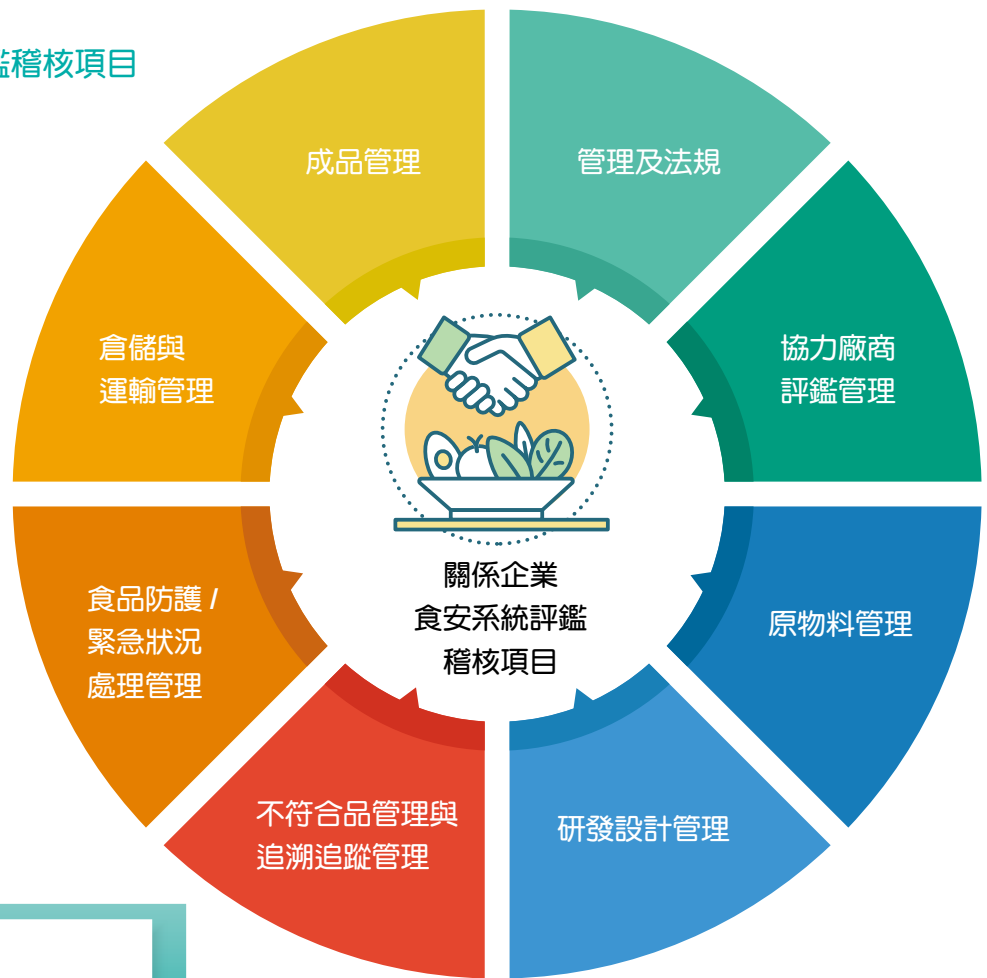 鑑稽核項目
成品管理
管理及法規
協力廠商
評鑑管理
原物料管理
研發設計管理
不符合品管理與
追溯追蹤管理
食品防護 /
緊急狀況
處理管理
倉儲與
運輸管理
關係企業
食安系統評鑑
稽核項目